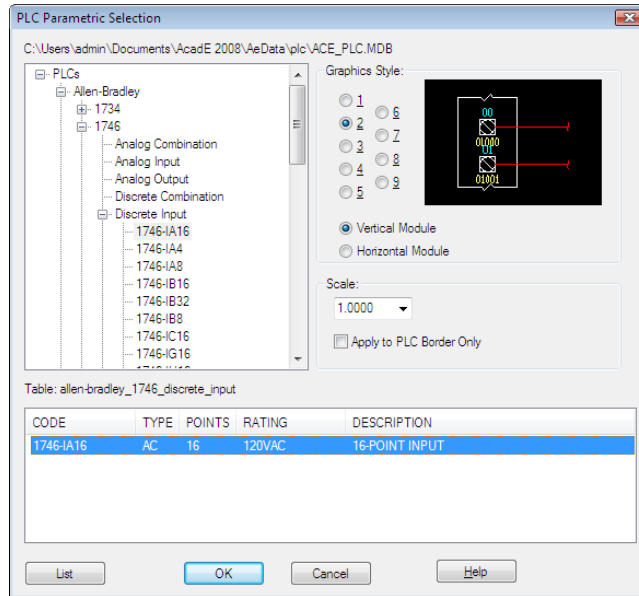 PLC Parametric Selection
C:\Users\admin\Documents\AcadE 2008\AeData\plc\ACE_PLC.MDB
PLCs
Allen-Bradley
1734
1746
Analog Combination
Analog Input
Analog Output
Discrete Combination
Discrete Input
1746-IA16
1746-IA4
1746-IA8
1746-IB16
1746-IB32
1746-IB8
1746-IC16
1746-IG16
Graphics Style:
1
2
3
4
5
6
7
8
9
00
01000
01
01001
Vertical Module
Horizontal Module
Scale:
1.0000
Apply to PLC Border Only
Table: allen-bradley_1746_discrete_input
CODE TYPE POINTS RATING DESCRIPTION
1746-IA16 AC 16 120VAC 16-POINT INPUT
List OK Cancel Help